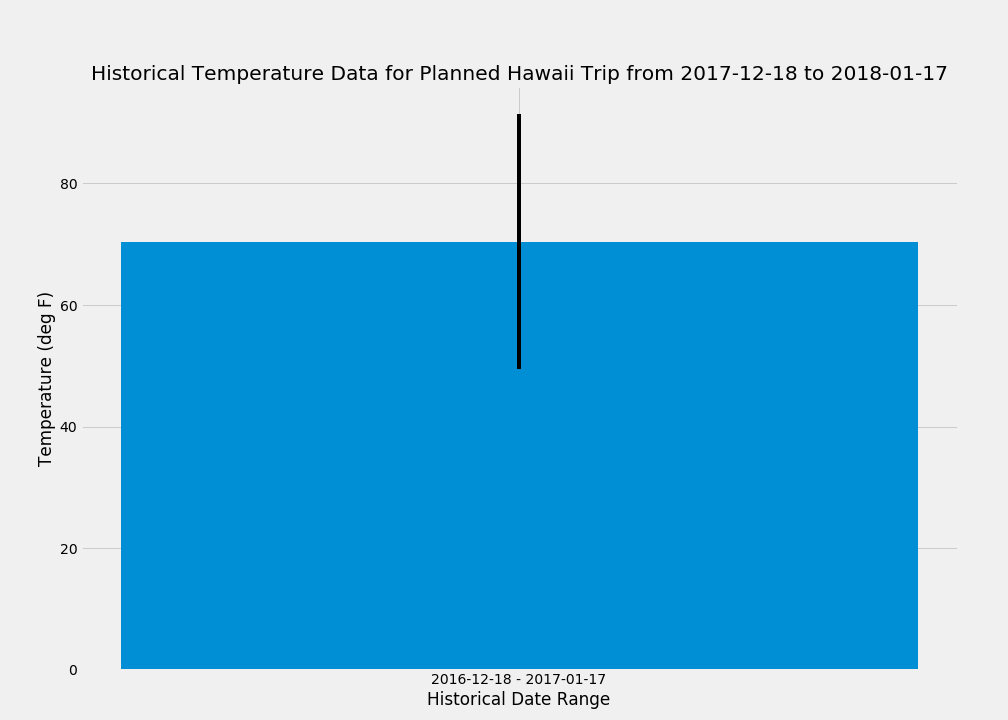 Historical Temperature Data for Planned Hawaii Trip from 2017-12-18 to 2018-01-17
Temperature (deg F)
80
60
40
20
0
2016-12-18 - 2017-01-17
Historical Date Range